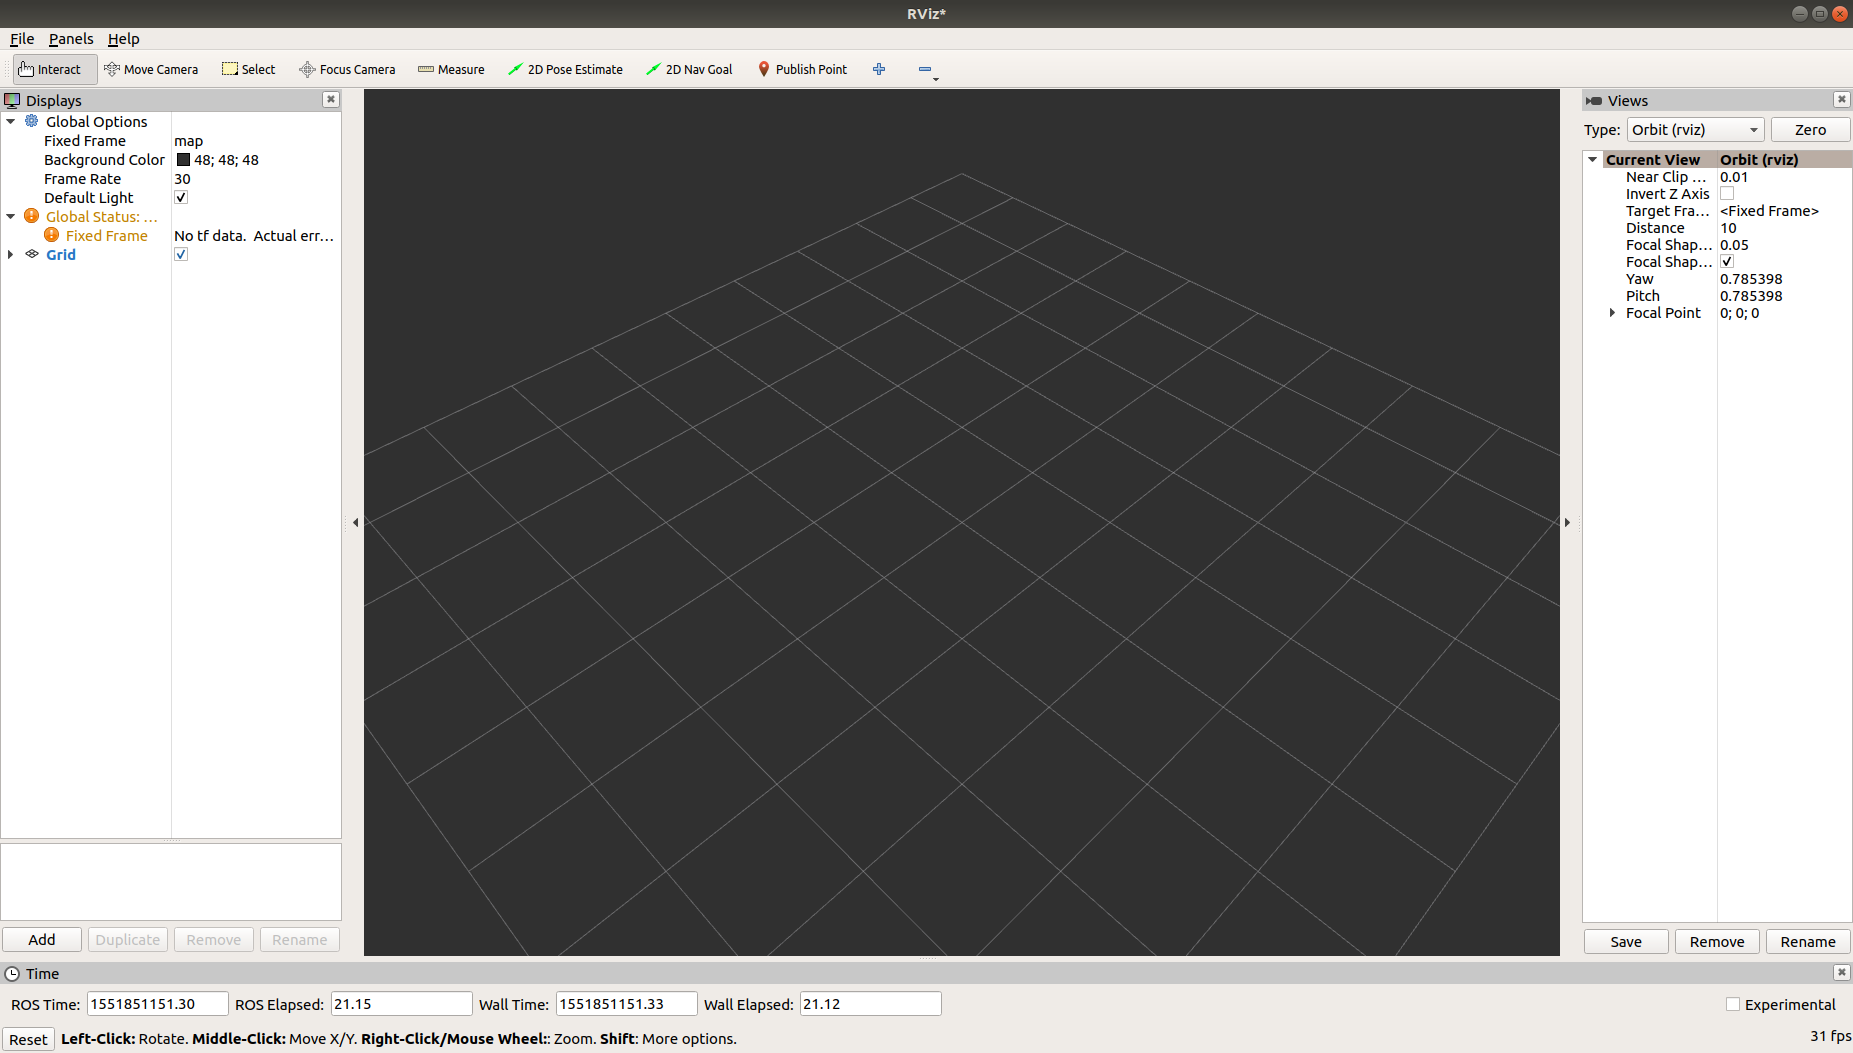 RViz*
File Panels Help
Interact Move Camera Select Focus Camera Measure 2D Pose Estimate 2D Nav Goal Publish Point
Displays
Global Options
Fixed Frame map
Background Color 48; 48; 48
Frame Rate 30
Default Light
Global Status: ...
Fixed Frame No tf data. Actual err...
Grid
Add Duplicate Remove Rename
Views
Type: Orbit (rviz) Zero
Current View Orbit (rviz)
Near Clip ... 0.01
Invert Z Axis
Target Fra... <Fixed Frame>
Distance 10
Focal Shap... 0.05
Focal Shap...
Yaw 0.785398
Pitch 0.785398
Focal Point 0; 0; 0
Save Remove Rename
Time
ROS Time: 1551851151.30 ROS Elapsed: 21.15 Wall Time: 1551851151.33 Wall Elapsed: 21.12 Experimental
Reset Left-Click: Rotate. Middle-Click: Move X/Y. Right-Click/Mouse Wheel:: Zoom. Shift: More options. 31 fps